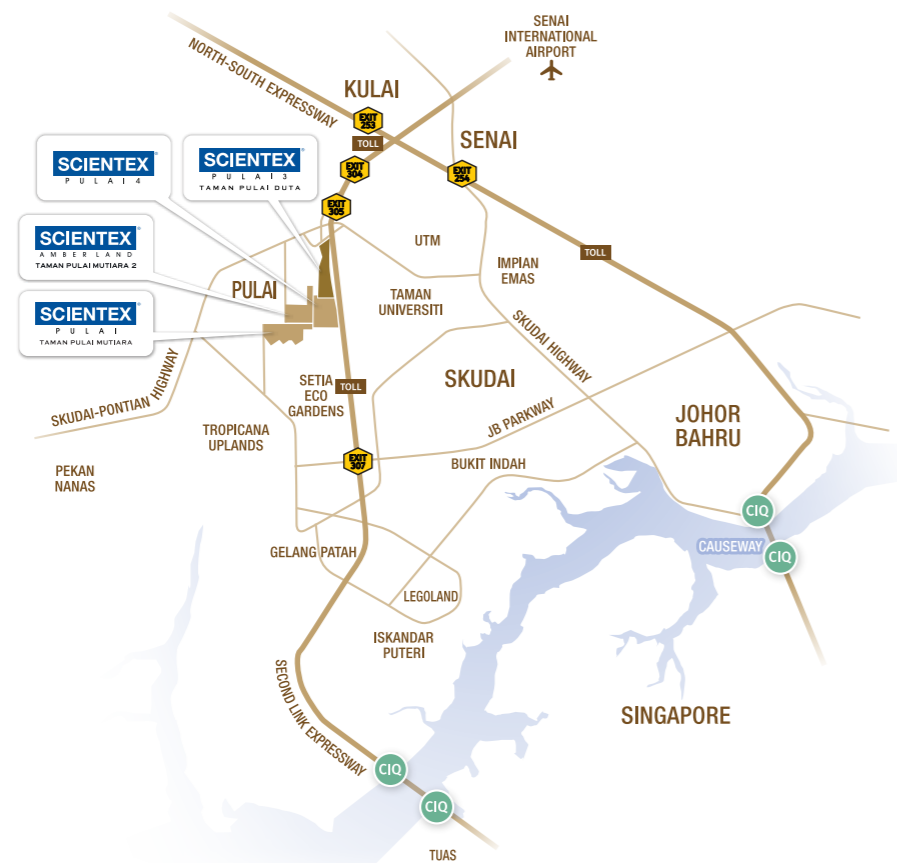 SENAI
INTERNATIONAL
AIRPORT
NORTH-SOUTH EXPRESSWAY
KULAI
EXIT
253
TOLL
SENAI
EXIT
304
EXIT
254
SCIENTEX
PULAI 4
SCIENTEX
PULAI 3
TAMAN PULAI DUTA
EXIT
305
SCIENTEX
AMBER LAND
TAMAN PULAI MUTIARA 2
UTM
TOLL
IMPIAN
EMAS
PULAI
TAMAN
UNIVERSITI
SCIENTEX
PULAI
TAMAN PULAI MUTIARA
SKUDAI HIGHWAY
SKUDAI-PONTIAN HIGHWAY
SETIA
ECO
GARDENS
TOLL
SKUDAI
JB PARKWAY
JOHOR
BAHRU
TROPICANA
UPLANDS
PEKAN
NANAS
EXIT
307
BUKIT INDAH
CIQ
CAUSEWAY
CIQ
GELANG PATAH
LEGOLAND
ISKANDAR
PUTERI
SECOND LINK EXPRESSWAY
SINGAPORE
CIQ
CIQ
TUAS